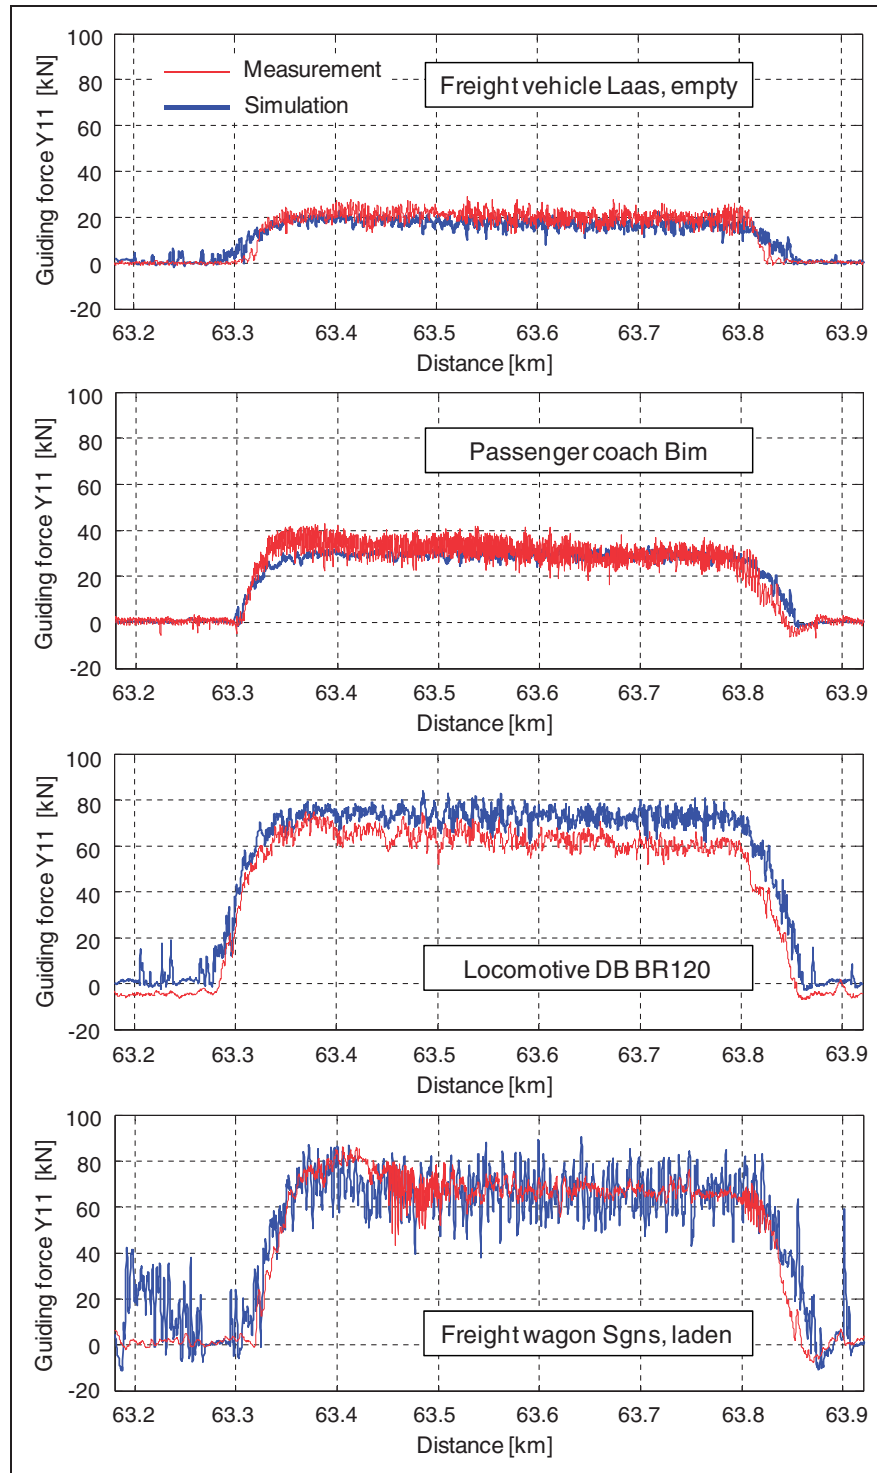 100
80
60
40
20
0
-20
Guiding force Y11 [kN]
Measurement
Simulation
Freight vehicle Laas, empty
63.2 63.3 63.4 63.5 63.6 63.7 63.8 63.9
Distance [km]
100
80
60
40
20
0
-20
Guiding force Y11 [kN]
Passenger coach Bim
63.2 63.3 63.4 63.5 63.6 63.7 63.8 63.9
Distance [km]
100
80
60
40
20
0
-20
Guiding force Y11 [kN]
Locomotive DB BR120
63.2 63.3 63.4 63.5 63.6 63.7 63.8 63.9
Distance [km]
100
80
60
40
20
0
-20
Guiding force Y11 [kN]
Freight wagon Sgns, laden
63.2 63.3 63.4 63.5 63.6 63.7 63.8 63.9
Distance [km]